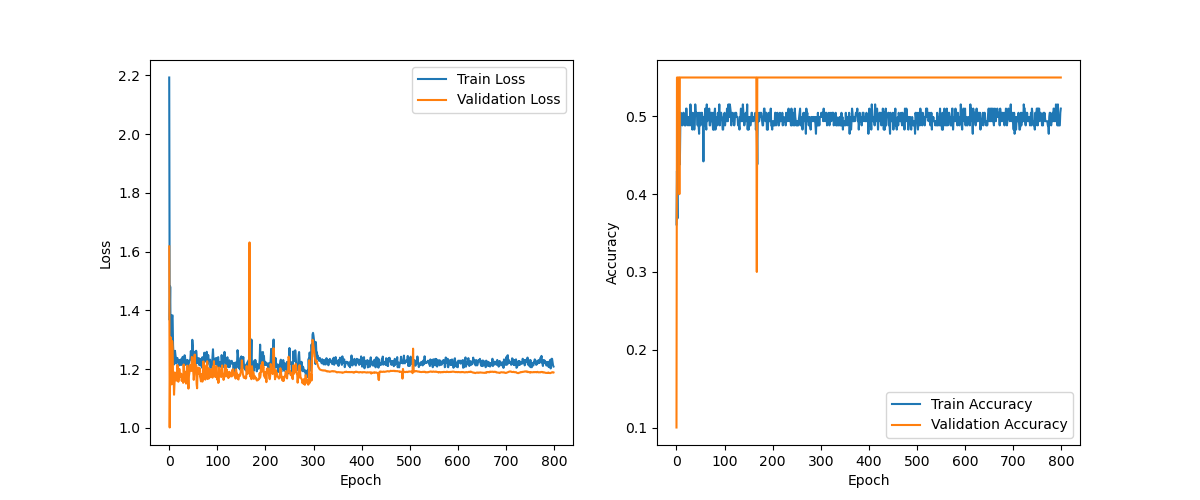 2.2
2.0
1.8
1.6
1.4
1.2
1.0
Loss
0 100 200 300 400 500 600 700 800
Epoch
Train Loss
Validation Loss
0.5
0.4
0.3
0.2
0.1
Accuracy
0 100 200 300 400 500 600 700 800
Epoch
Train Accuracy
Validation Accuracy